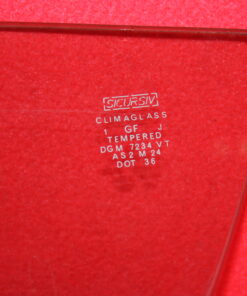 SICURSIV
CLIMAGLASS
1 GF J
TEMPERED
DGM 7234 VT
AS2 M 24
DOT 36